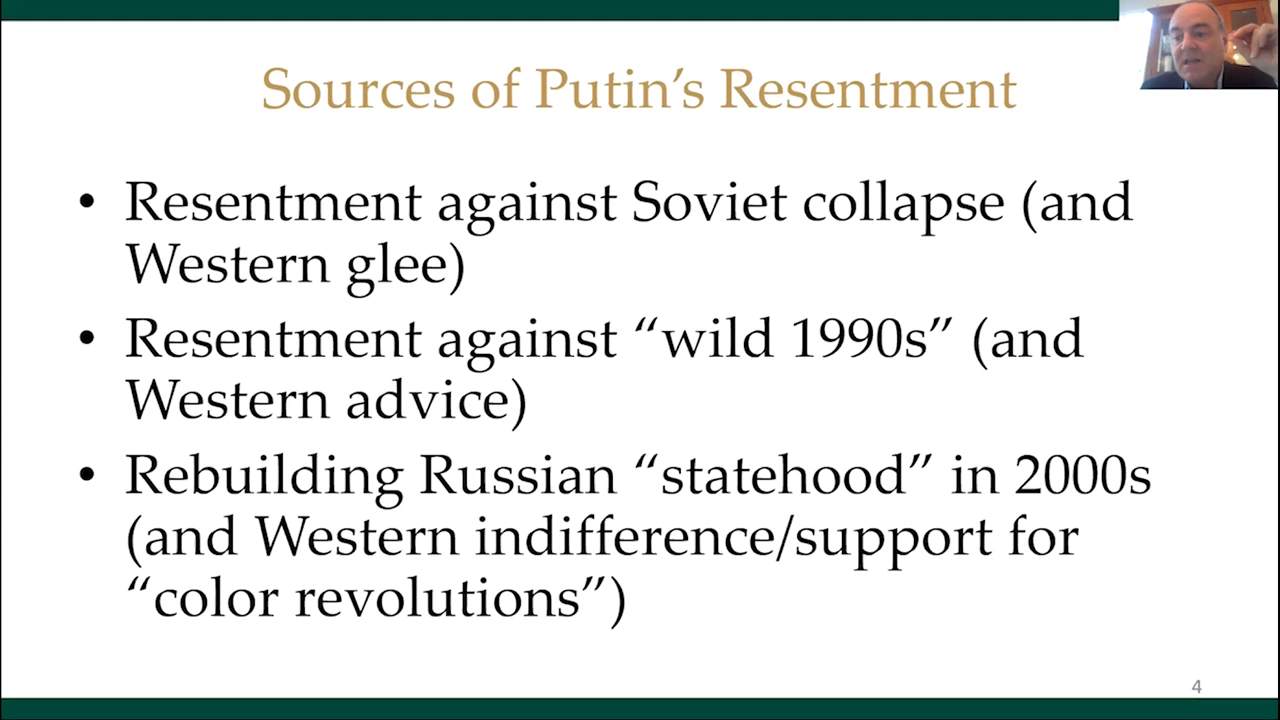 Sources of Putin’s Resentment
• Resentment against Soviet collapse (and
Western glee)
• Resentment against “wild 1990s” (and
Western advice)
• Rebuilding Russian “statehood” in 2000s
(and Western indifference/support for
“color revolutions”)
4